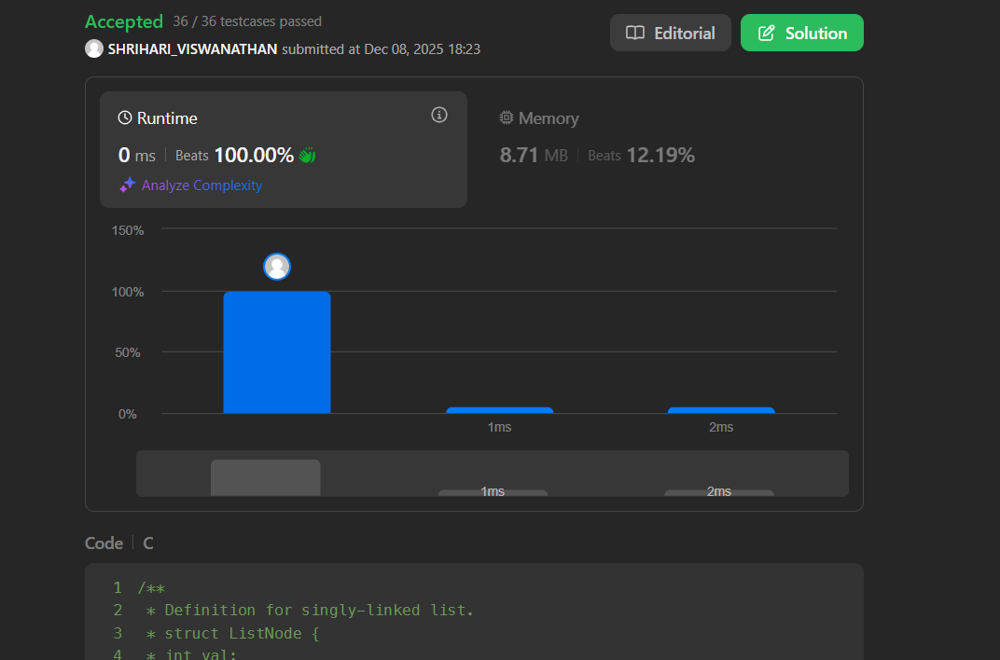 Accepted 36 / 36 testcases passed
Editorial
Solution
SHRIHARI_VISWANATHAN submitted at Dec 08, 2025 18:23
Runtime
0 ms Beats 100.00%
Analyze Complexity
Memory
8.71 MB Beats 12.19%
150%
100%
50%
0%
1ms 2ms
1ms 2ms
Code C
1 /**
2 * Definition for singly-linked list.
3 * struct ListNode {
4 * int val;